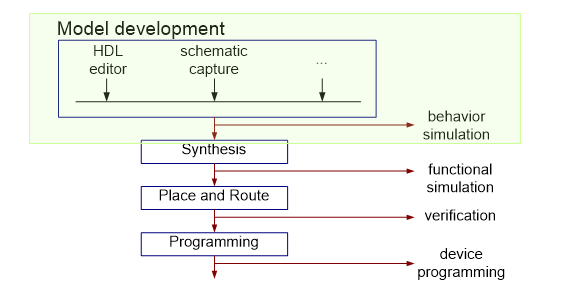 Model development
HDL
editor
schematic
capture
...
behavior
simulation
Synthesis
functional
simulation
Place and Route
verification
Programming
device
programming